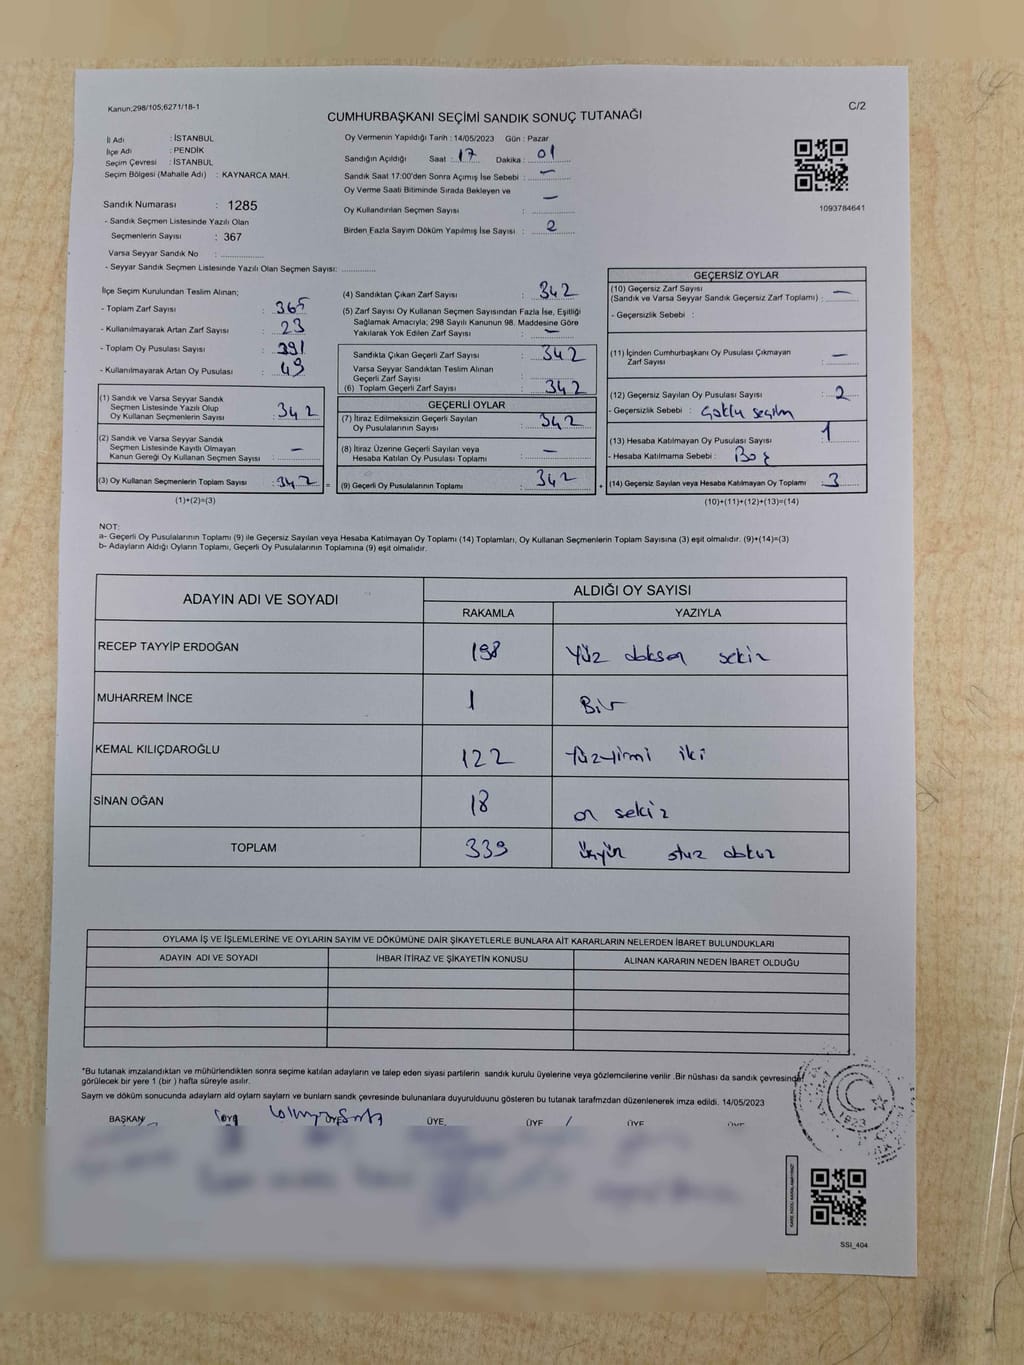 Kanun;298/105,6271/18-1
C/2
CUMHURBAŞKANI SEÇİMİ SANDIK SONUÇ TUTANAĞI
İl Adı : İSTANBUL
İlçe Adı : PENDİK
Seçim Çevresi : İSTANBUL
Seçim Bölgesi (Mahalle Adı) : KAYNARCA MAH.
Sandık Numarası : 1285
- Sandık Seçmen Listesinde Yazılı Olan
Seçmenlerin Sayısı : 367
Varsa Seyyar Sandık No :
- Seyyar Sandık Seçmen Listesinde Yazılı Olan Seçmen Sayısı:
Oy Vermenin Yapıldığı Tarih : 14/05/2023 Gün : Pazar
Sandığın Açıldığı Saat : 17 Dakika : 01
Sandık Saat 17:00'den Sonra Açımış İse Sebebi : —
Oy Verme Saati Bitiminde Sırada Bekleyen ve
Oy Kullandırılan Seçmen Sayısı : —
Birden Fazla Sayım Döküm Yapılmış İse Sayısı : 2
1093784641
İlçe Seçim Kurulundan Teslim Alınan;
- Toplam Zarf Sayısı : 365
- Kullanılmayarak Artan Zarf Sayısı : 23
- Toplam Oy Pusulası Sayısı : 391
- Kullanılmayarak Artan Oy Pusulası : 49
(1) Sandık ve Varsa Seyyar Sandık
Seçmen Listesinde Yazılı Olup
Oy Kullanan Seçmenlerin Sayısı : 342
(2) Sandık ve Varsa Seyyar Sandık
Seçmen Listesinde Kayıtlı Olmayan
Kanun Gereği Oy Kullanan Seçmen Sayısı : —
(3) Oy Kullanan Seçmenlerin Toplam Sayısı : 342
(1)+(2)=(3)
(4) Sandıktan Çıkan Zarf Sayısı : 342
(5) Zarf Sayısı Oy Kullanan Seçmen Sayısından Fazla İse, Eşitliği
Sağlamak Amacıyla; 298 Sayılı Kanunun 98. Maddesine Göre
Yakılarak Yok Edilen Zarf Sayısı : —
Sandıkta Çıkan Geçerli Zarf Sayısı : 342
Varsa Seyyar Sandıktan Teslim Alınan
Geçerli Zarf Sayısı :
(6) Toplam Geçerli Zarf Sayısı : 342
GEÇERLİ OYLAR
(7) İtiraz Edilmeksizin Geçerli Sayılan
Oy Pusulalarının Sayısı : 342
(8) İtiraz Üzerine Geçerli Sayılan veya
Hesaba Katılan Oy Pusulası Toplamı : —
= (9) Geçerli Oy Pusulalarının Toplamı : 342
GEÇERSİZ OYLAR
(10) Geçersiz Zarf Sayısı
(Sandık ve Varsa Seyyar Sandık Geçersiz Zarf Toplamı) : —
- Geçersizlik Sebebi :
(11) İçinden Cumhurbaşkanı Oy Pusulası Çıkmayan
Zarf Sayısı : —
(12) Geçersiz Sayılan Oy Pusulası Sayısı : 2
- Geçersizlik Sebebi : Çoklu seçim
(13) Hesaba Katılmayan Oy Pusulası Sayısı : 1
- Hesaba Katılmama Sebebi : Boş
+ (14) Geçersiz Sayılan veya Hesaba Katılmayan Oy Toplamı : 3
(10)+(11)+(12)+(13)=(14)
NOT:
a- Geçerli Oy Pusulalarının Toplamı (9) ile Geçersiz Sayılan veya Hesaba Katılmayan Oy Toplamı (14) Toplamları, Oy Kullanan Seçmenlerin Toplam Sayısına (3) eşit olmalıdır. (9)+(14)=(3)
b- Adayların Aldığı Oyların Toplamı, Geçerli Oy Pusulalarının Toplamına (9) eşit olmalıdır.
ADAYIN ADI VE SOYADI
ALDIĞI OY SAYISI
RAKAMLA YAZIYLA
RECEP TAYYİP ERDOĞAN 198 Yüz doksan sekiz
MUHARREM İNCE 1 Bir
KEMAL KILIÇDAROĞLU 122 Yüzyirmi iki
SİNAN OĞAN 18 on sekiz
TOPLAM 339 üçyüz otuz dokuz
OYLAMA İŞ VE İŞLEMLERİNE VE OYLARIN SAYIM VE DÖKÜMÜNE DAİR ŞİKAYETLERLE BUNLARA AİT KARARLARIN NELERDEN İBARET BULUNDUKLARI
ADAYIN ADI VE SOYADI İHBAR İTİRAZ VE ŞİKAYETİN KONUSU ALINAN KARARIN NEDEN İBARET OLDUĞU
*Bu tutanak imzalandıktan ve mühürlendikten sonra seçime katılan adayların ve talep eden siyasi partilerin sandık kurulu üyelerine veya gözlemcilerine verilir .Bir nüshası da sandık çevresinde
görülecek bir yere 1 (bir ) hafta süreyle asılır.
Sayım ve döküm sonucunda adayların ald oyların sayları ve bunların sandk çevresinde bulunanlara duyurulduunu gösteren bu tutanak tarafmzdan düzenlenerek imza edildi. 14/05/2023
BAŞKAN ÜYE ÜYE ÜYE ÜYE
1923
KARE KODU KARALAMAYINIZ!
SSI_404